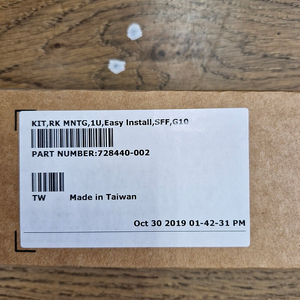 KIT,RK MNTG,1U,Easy Install,SFF,G10
PART NUMBER:728440-002
TW Made in Taiwan
Oct 30 2019 01-42-31 PM